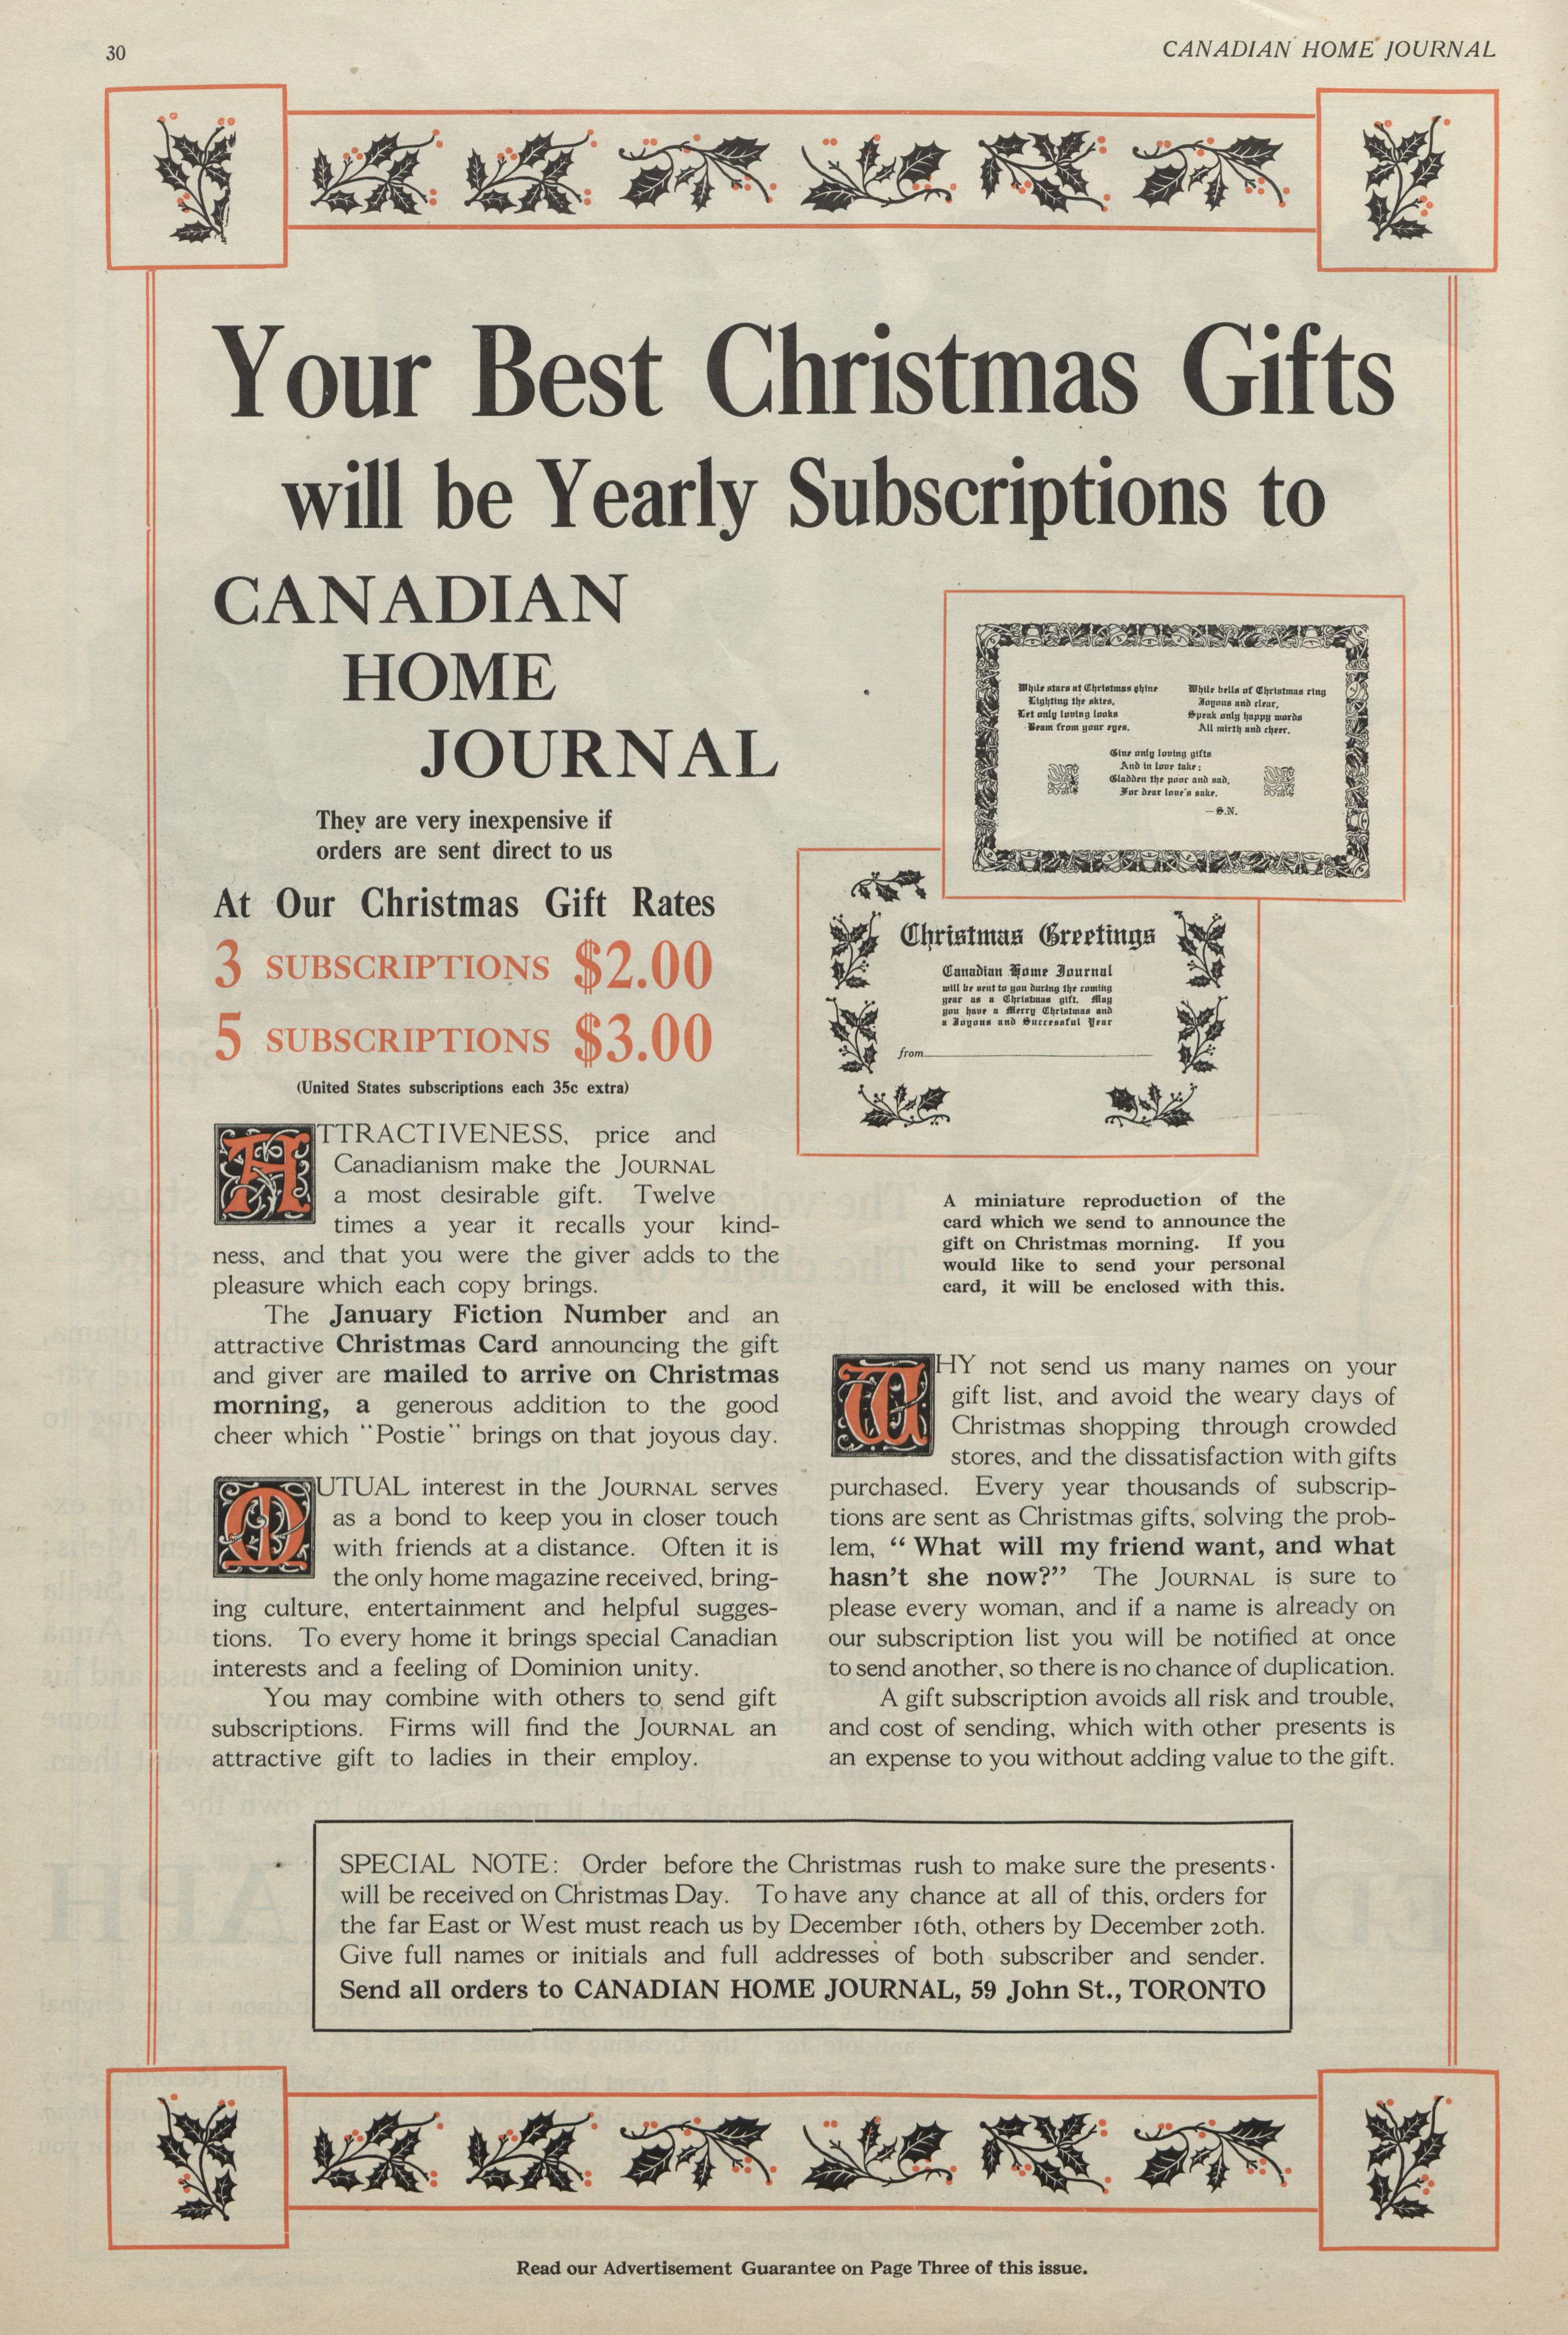 30
CANADIAN HOME JOURNAL
Your Best Christmas Gifts
will be Yearly Subscriptions to
CANADIAN
HOME
JOURNAL
They are very inexpensive if
orders are sent direct to us
At Our Christmas Gift Rates
3 SUBSCRIPTIONS $2.00
5 SUBSCRIPTIONS $3.00
(United States subscriptions each 35c extra)
ATTRACTIVENESS, price and
Canadianism make the JOURNAL
a most desirable gift. Twelve
times a year it recalls your kind-
ness, and that you were the giver adds to the
pleasure which each copy brings.
The January Fiction Number and an
attractive Christmas Card announcing the gift
and giver are mailed to arrive on Christmas
morning, a generous addition to the good
cheer which "Postie" brings on that joyous day.
MUTUAL interest in the JOURNAL serves
as a bond to keep you in closer touch
with friends at a distance. Often it is
the only home magazine received, bring-
ing culture, entertainment and helpful sugges-
tions. To every home it brings special Canadian
interests and a feeling of Dominion unity.
You may combine with others to send gift
subscriptions. Firms will find the JOURNAL an
attractive gift to ladies in their employ.
While stars at Christmas shine
Lighting the skies,
Let only loving looks
Beam from your eyes.
While bells of Christmas ring
Joyous and clear,
Speak only happy words
All mirth and cheer.
Give only loving gifts
And in love take;
Gladden the poor and sad,
For dear love's sake.
—S.N.
Christmas Greetings
Canadian Home Journal
will be sent to you during the coming
year as a Christmas gift. May
you have a Merry Christmas and
a Joyous and Successful Year
from
A miniature reproduction of the
card which we send to announce the
gift on Christmas morning. If you
would like to send your personal
card, it will be enclosed with this.
WHY not send us many names on your
gift list, and avoid the weary days of
Christmas shopping through crowded
stores, and the dissatisfaction with gifts
purchased. Every year thousands of subscrip-
tions are sent as Christmas gifts, solving the prob-
lem, "What will my friend want, and what
hasn't she now?" The JOURNAL is sure to
please every woman, and if a name is already on
our subscription list you will be notified at once
to send another, so there is no chance of duplication.
A gift subscription avoids all risk and trouble,
and cost of sending, which with other presents is
an expense to you without adding value to the gift.
SPECIAL NOTE: Order before the Christmas rush to make sure the presents
will be received on Christmas Day. To have any chance at all of this, orders for
the far East or West must reach us by December 16th, others by December 20th.
Give full names or initials and full addresses of both subscriber and sender.
Send all orders to CANADIAN HOME JOURNAL, 59 John St., TORONTO
Read our Advertisement Guarantee on Page Three of this issue.